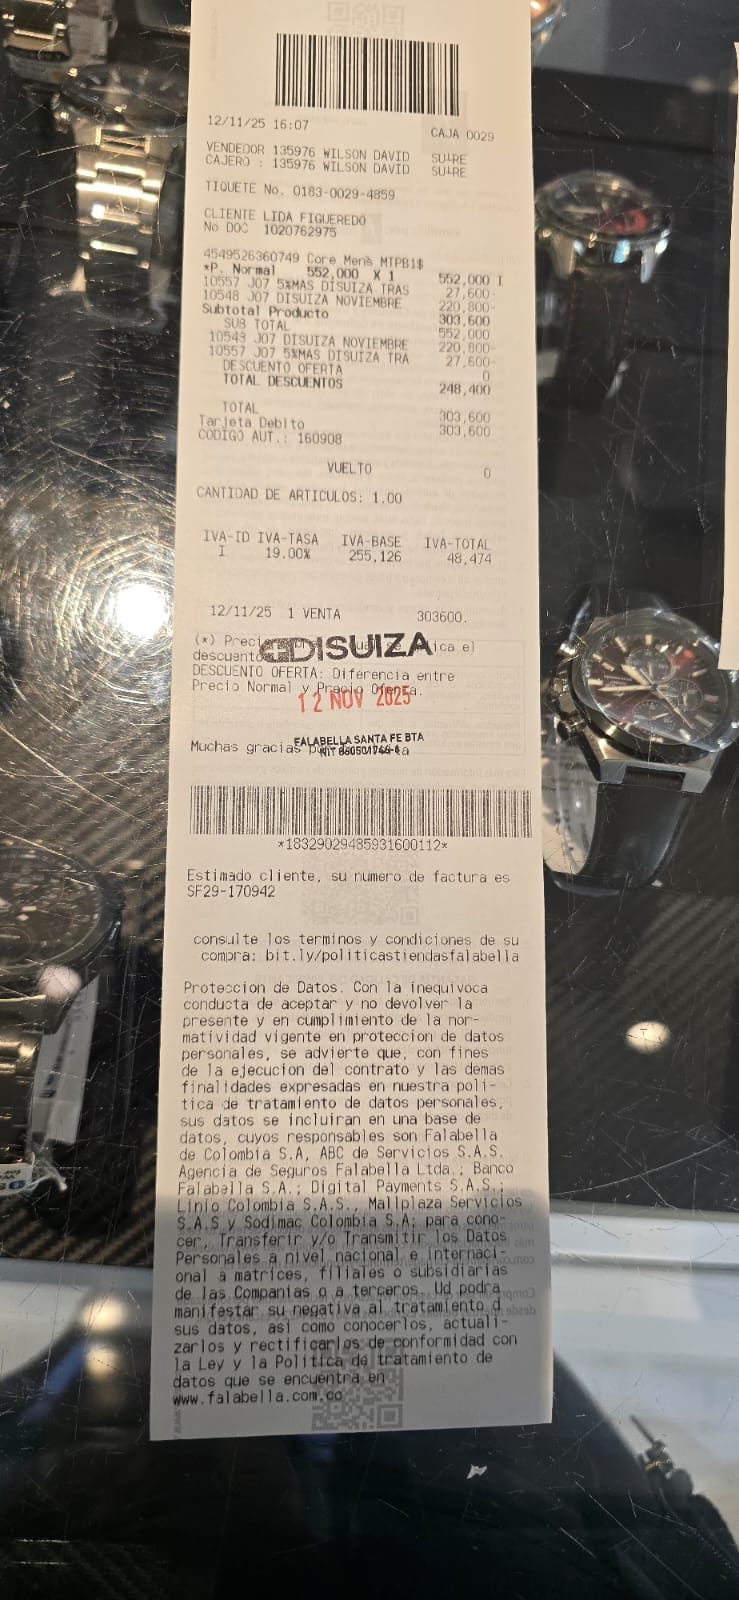 12/11/25 16:07 CAJA 0029
VENDEDOR 135976 WILSON DAVID
CAJERO : 135976 WILSON DAVID
TIQUETE No. 0183-0029-4859
CLIENTE LIDA FIGUEREDO
No DOC 1020762975
4549526360749 Core Men's MTPB1$
*P. Normal 552,000 X 1 552,000 I
10557 J07 5%MAS DISUIZA TRAS 27,600-
10548 J07 DISUIZA NOVIEMBRE 220,800-
Subtotal Producto 303,600
SUB TOTAL 552,000
10548 J07 DISUIZA NOVIEMBRE 220,800-
10557 J07 5%MAS DISUIZA TRA 27,600-
DESCUENTO OFERTA 0
TOTAL DESCUENTOS 248,400
TOTAL 303,600
Tarjeta Debito 303,600
CODIGO AUT.: 160908
VUELTO 0
CANTIDAD DE ARTICULOS: 1.00
IVA-ID IVA-TASA IVA-BASE IVA-TOTAL
I 19.00% 255,126 48,474
12/11/25 1 VENTA 303600.
(*) Preci
DISUIZA
descuento
DESCUENTO OFERTA: Diferencia entre
Precio Normal y Precio Oferta.
12 NOV 2025
FALABELLA SANTA FE BTA
Muchas gracias
*18329029485931600112*
Estimado cliente, su numero de factura es
SF29-170942
consulte los terminos y condiciones de su
compra: bit.ly/politicastiendasfalabella
Proteccion de Datos. Con la inequivoca
conducta de aceptar y no devolver la
presente y en cumplimiento de la nor-
matividad vigente en proteccion de datos
personales, se advierte que, con fines
de la ejecucion del contrato y las demas
finalidades expresadas en nuestra poli-
tica de tratamiento de datos personales,
sus datos se incluiran en una base de
datos, cuyos responsables son Falabella
de Colombia S.A, ABC de Servicios S.A.S.
Agencia de Seguros Falabella Ltda.; Banco
Falabella S.A.; Digital Payments S.A.S.;
Linio Colombia S.A.S., Mallplaza Servicios
S.A.S y Sodimac Colombia S.A; para cono-
cer, Transferir y/o Transmitir los Datos
Personales a nivel nacional e internaci-
onal a matrices, filiales o subsidiarias
de las Companias o a terceros. Ud podra
manifestar su negativa al tratamiento d
sus datos, asi como conocerlos, actuali-
zarlos y rectificarlos de conformidad con
la Ley y la Politica de tratamiento de
datos que se encuentra en
www.falabella.com.co